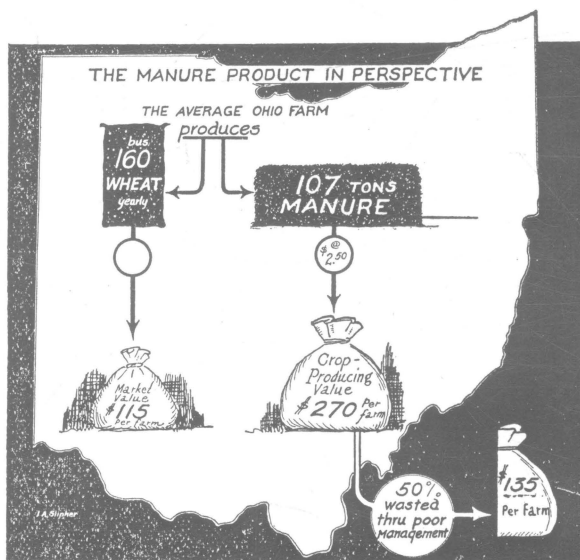 THE MANURE PRODUCT IN PERSPECTIVE
THE AVERAGE OHIO FARM
produces
bus.
160
WHEAT
yearly
107 TONS
MANURE
$ @
2.50
Market
Value
$115
Per Farm
Crop-
Producing
Value
$270 Per
Farm
50%
wasted
thru poor
Management
$135
Per Farm
J.A. Slipher